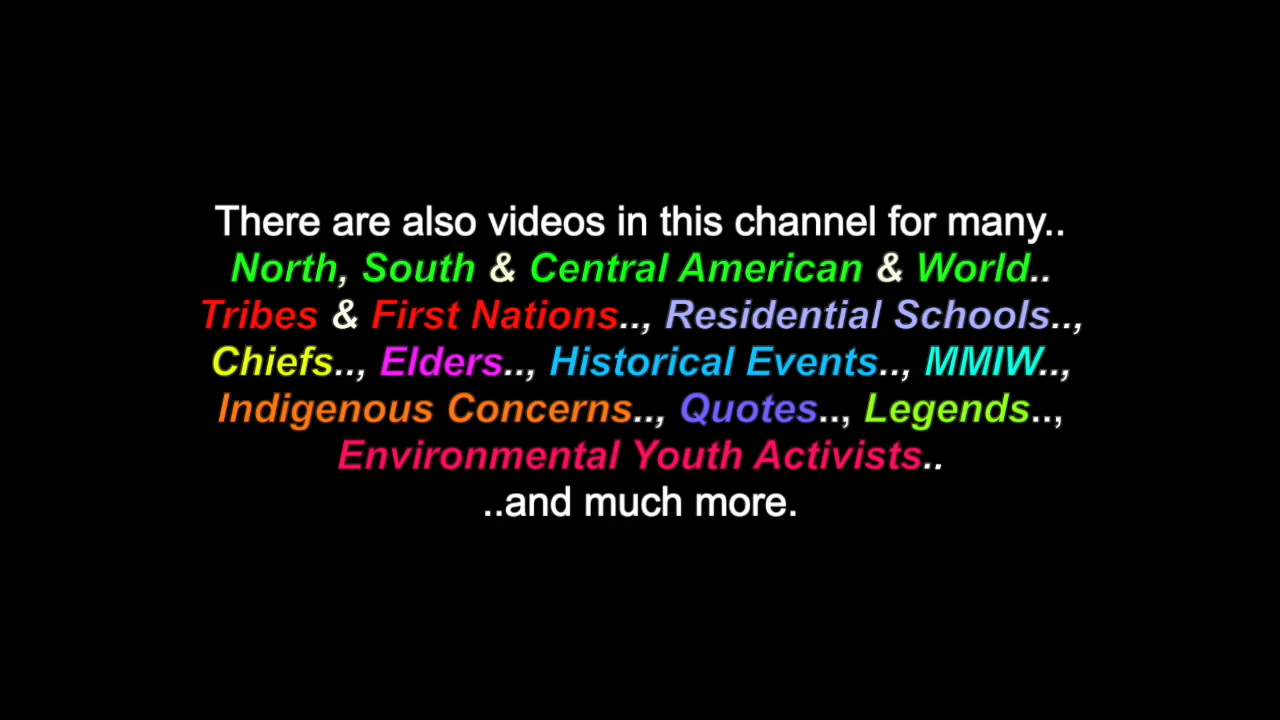 There are also videos in this channel for many..
North, South & Central American & World..
Tribes & First Nations.., Residential Schools..,
Chiefs.., Elders.., Historical Events.., MMIW..,
Indigenous Concerns.., Quotes.., Legends..,
Environmental Youth Activists..
..and much more.